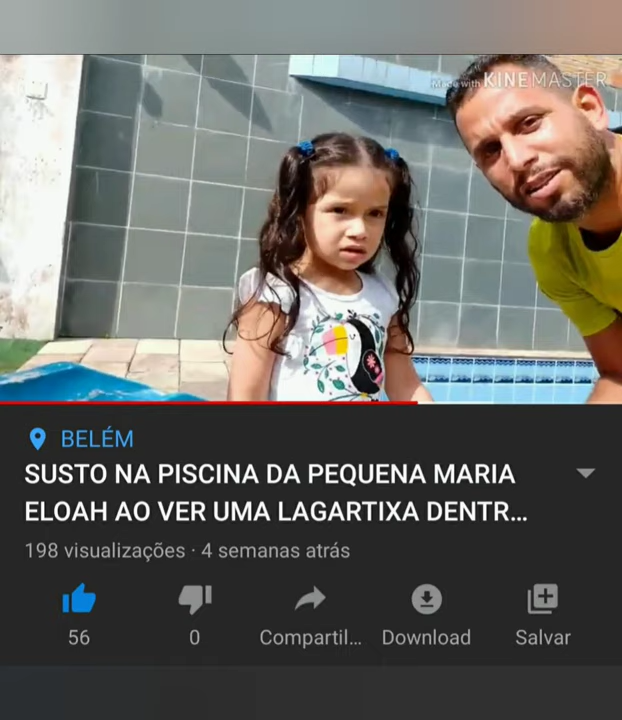 Made with KINEMASTER
BELÉM
SUSTO NA PISCINA DA PEQUENA MARIA
ELOAH AO VER UMA LAGARTIXA DENTR...
198 visualizações · 4 semanas atrás
56 0 Compartil... Download Salvar